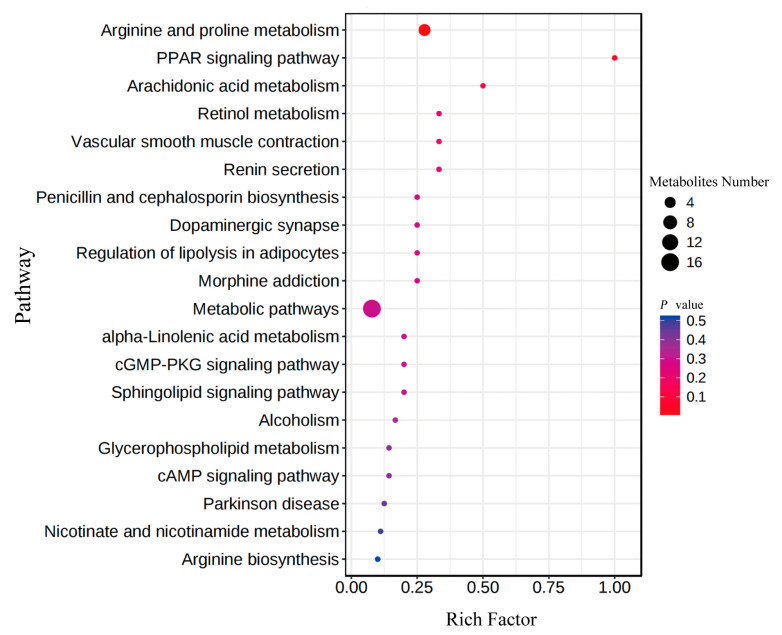 Arginine and proline metabolism
PPAR signaling pathway
Arachidonic acid metabolism
Retinol metabolism
Vascular smooth muscle contraction
Renin secretion
Penicillin and cephalosporin biosynthesis
Dopaminergic synapse
Regulation of lipolysis in adipocytes
Morphine addiction
Metabolic pathways
alpha-Linolenic acid metabolism
cGMP-PKG signaling pathway
Sphingolipid signaling pathway
Alcoholism
Glycerophospholipid metabolism
cAMP signaling pathway
Parkinson disease
Nicotinate and nicotinamide metabolism
Arginine biosynthesis
Pathway
0.00 0.25 0.50 0.75 1.00
Rich Factor
Metabolites Number
4
8
12
16
P value
0.5
0.4
0.3
0.2
0.1